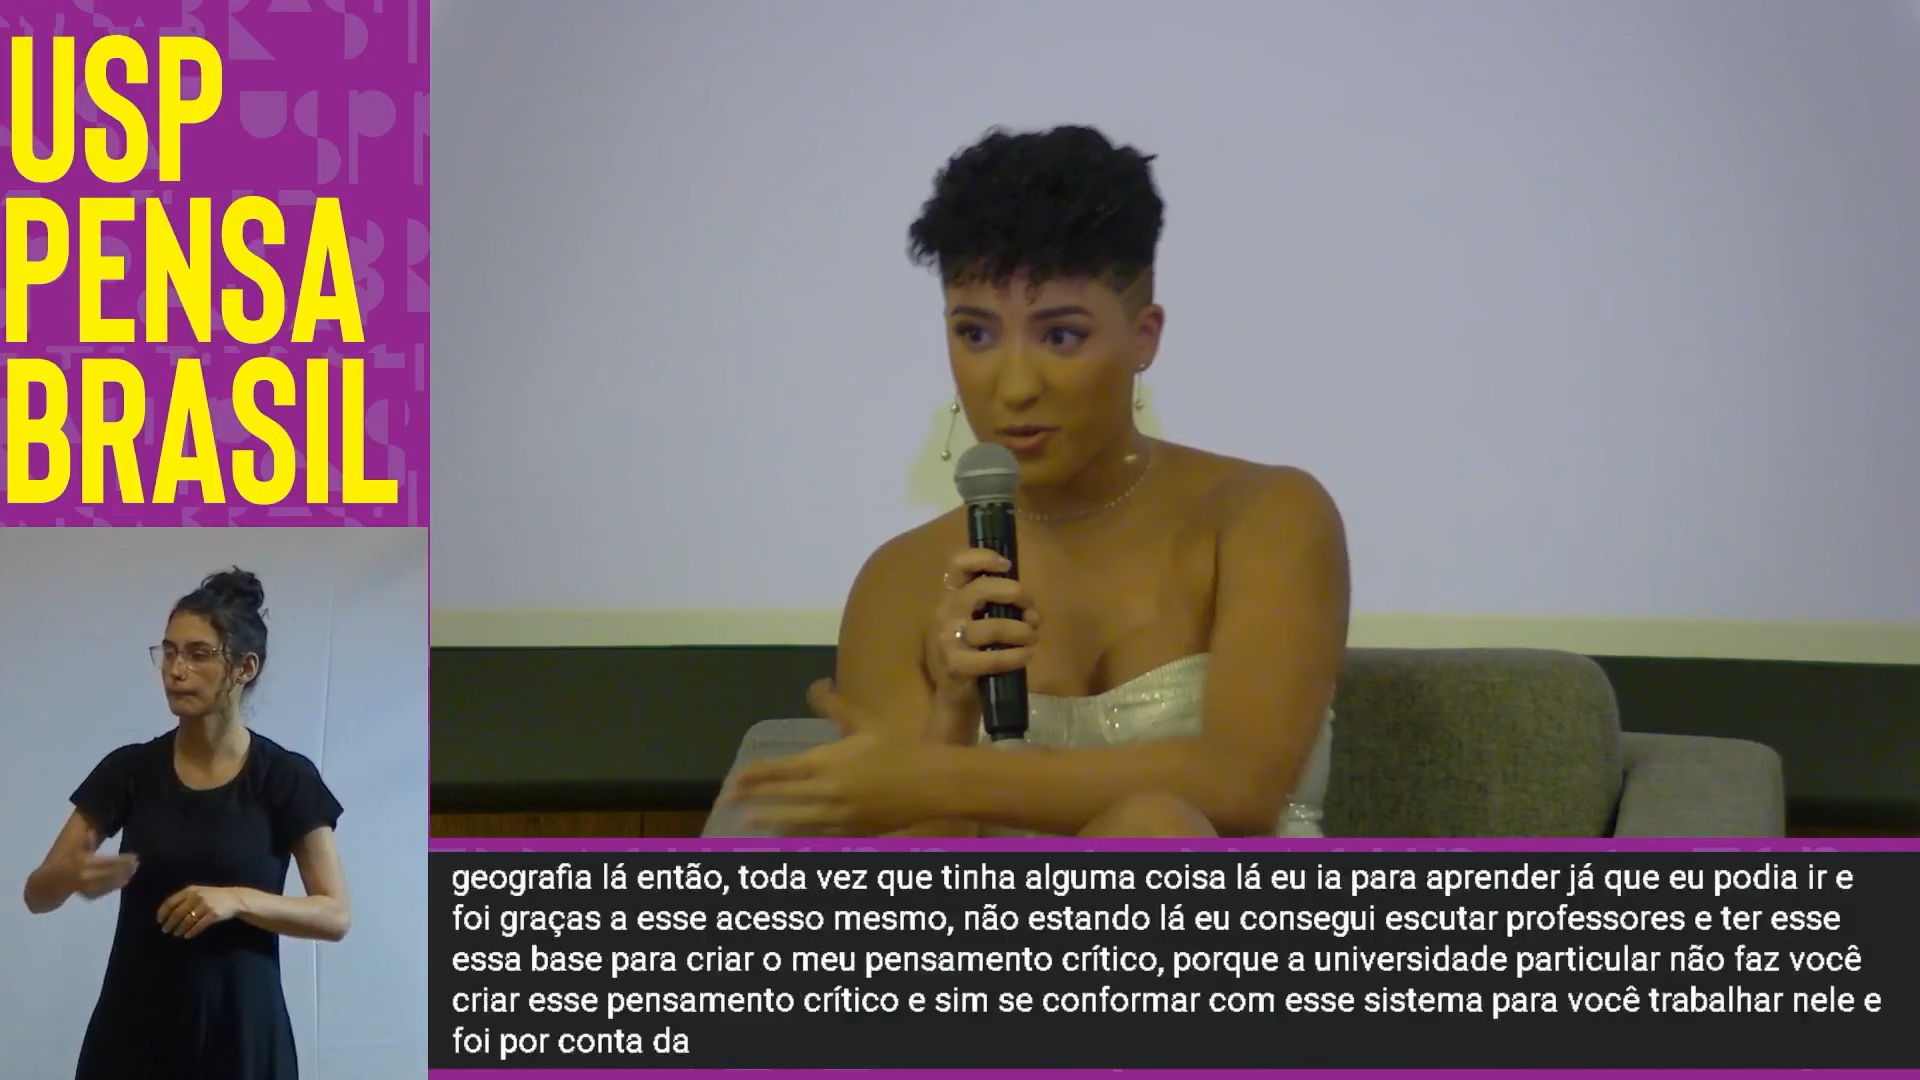 USP
PENSA
BRASIL
geografia lá então, toda vez que tinha alguma coisa lá eu ia para aprender já que eu podia ir e
foi graças a esse acesso mesmo, não estando lá eu consegui escutar professores e ter esse
essa base para criar o meu pensamento crítico, porque a universidade particular não faz você
criar esse pensamento crítico e sim se conformar com esse sistema para você trabalhar nele e
foi por conta da